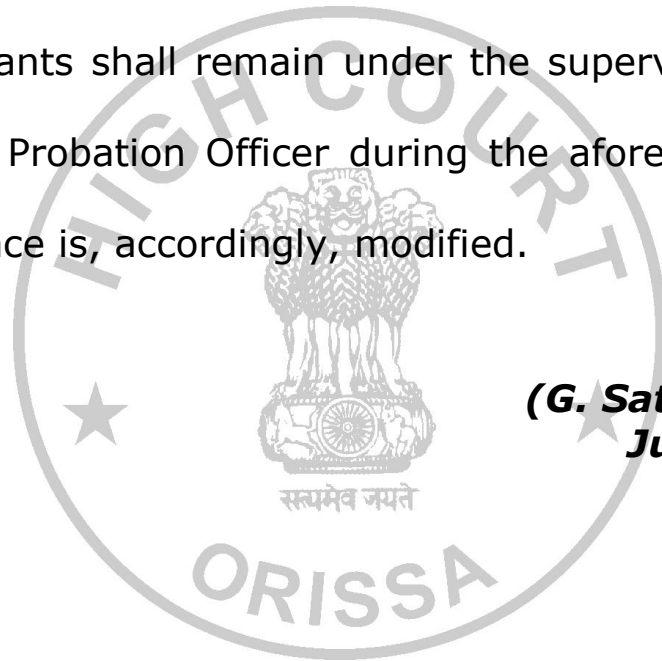 ants shall remain under the superv
HIGH COURT
Probation Officer during the afore
ce is, accordingly, modified.
(G. Sat
Ju
सत्यमेव जयते
ORISSA